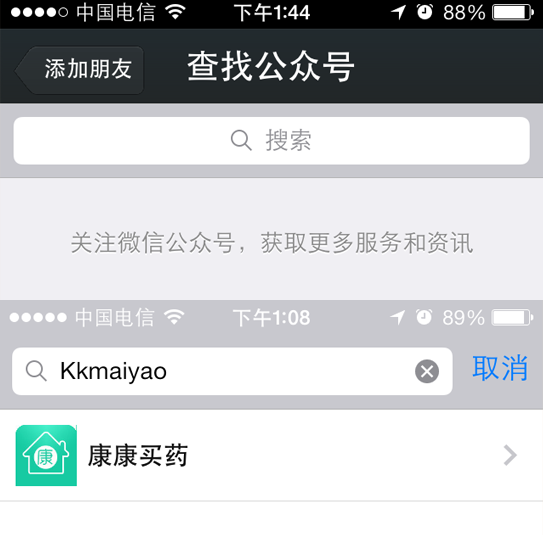 中国电信 下午1:44 88%
添加朋友 查找公众号
搜索
关注微信公众号，获取更多服务和资讯
中国电信 下午1:08 89%
Kkmaiyao 取消
康 康康买药